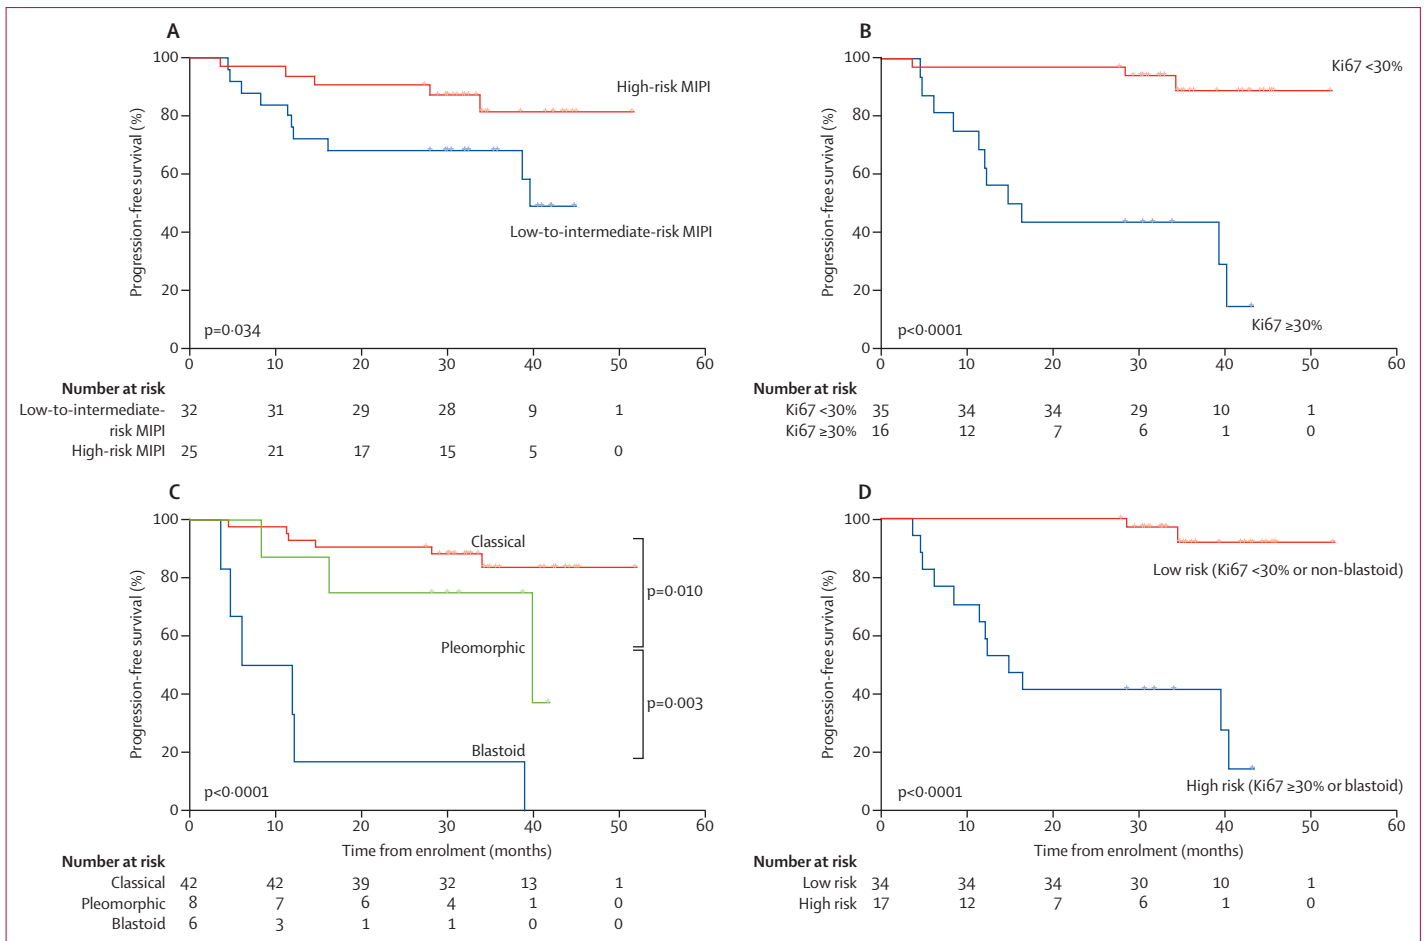 A
100
80
60
40
20
0
Progression-free survival (%)
High-risk MIPI
Low-to-intermediate-risk MIPI
p=0·034
0 10 20 30 40 50 60
Number at risk
Low-to-intermediate- 32 31 29 28 9 1
risk MIPI
High-risk MIPI 25 21 17 15 5 0
B
100
80
60
40
20
0
Progression-free survival (%)
Ki67 <30%
Ki67 ≥30%
p<0·0001
0 10 20 30 40 50 60
Number at risk
Ki67 <30% 35 34 34 29 10 1
Ki67 ≥30% 16 12 7 6 1 0
C
100
80
60
40
20
0
Progression-free survival (%)
Classical
p=0·010
Pleomorphic
p=0·003
Blastoid
p<0·0001
0 10 20 30 40 50 60
Time from enrolment (months)
Number at risk
Classical 42 42 39 32 13 1
Pleomorphic 8 7 6 4 1 0
Blastoid 6 3 1 1 0 0
D
100
80
60
40
20
0
Progression-free survival (%)
Low risk (Ki67 <30% or non-blastoid)
High risk (Ki67 ≥30% or blastoid)
p<0·0001
0 10 20 30 40 50 60
Time from enrolment (months)
Number at risk
Low risk 34 34 34 30 10 1
High risk 17 12 7 6 1 0